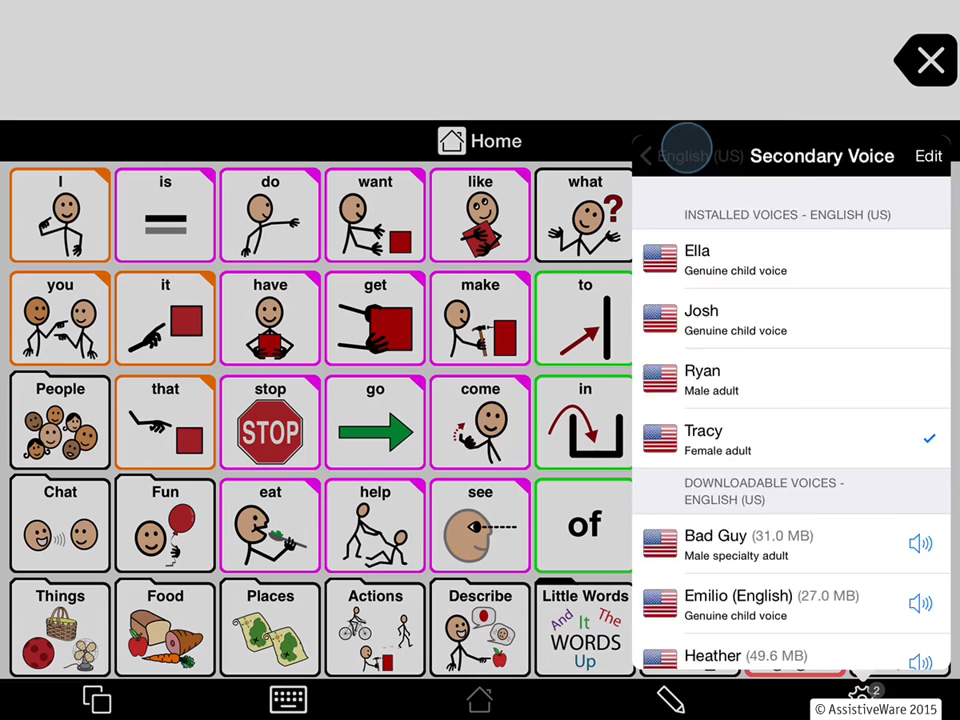 Home
English (US)
Secondary Voice
Edit
I
is
do
want
like
what
?
you
it
have
get
make
to
People
that
stop
go
come
in
STOP
Chat
Fun
eat
help
see
of
Things
Food
Places
Actions
Describe
Little Words
And It The
WORDS
Up
INSTALLED VOICES - ENGLISH (US)
Ella
Genuine child voice
Josh
Genuine child voice
Ryan
Male adult
Tracy
Female adult
DOWNLOADABLE VOICES -
ENGLISH (US)
Bad Guy (31.0 MB)
Male specialty adult
Emilio (English) (27.0 MB)
Genuine child voice
Heather (49.6 MB)
2
© AssistiveWare 2015